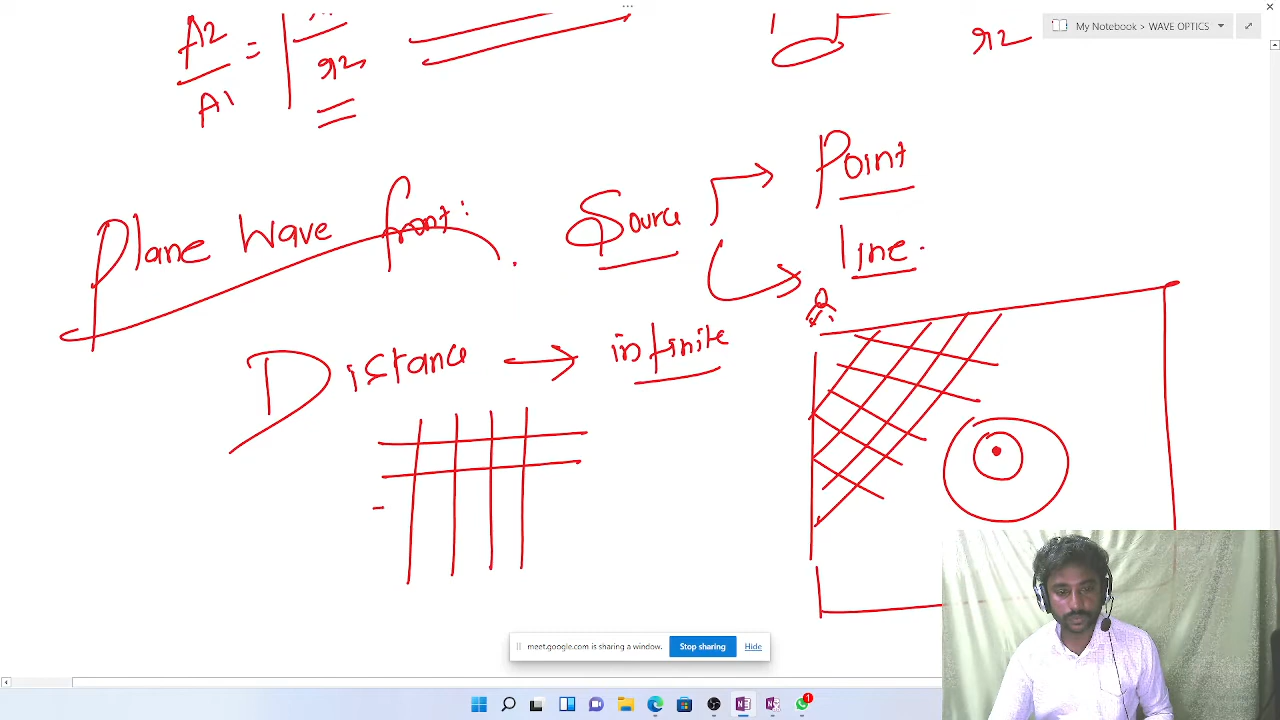 My Notebook > WAVE OPTICS
A2
A1
=
r2
r2
Plane Wave front:
Source
Point
line
Distance → infinite
meet.google.com is sharing a window.
Stop sharing
Hide
1